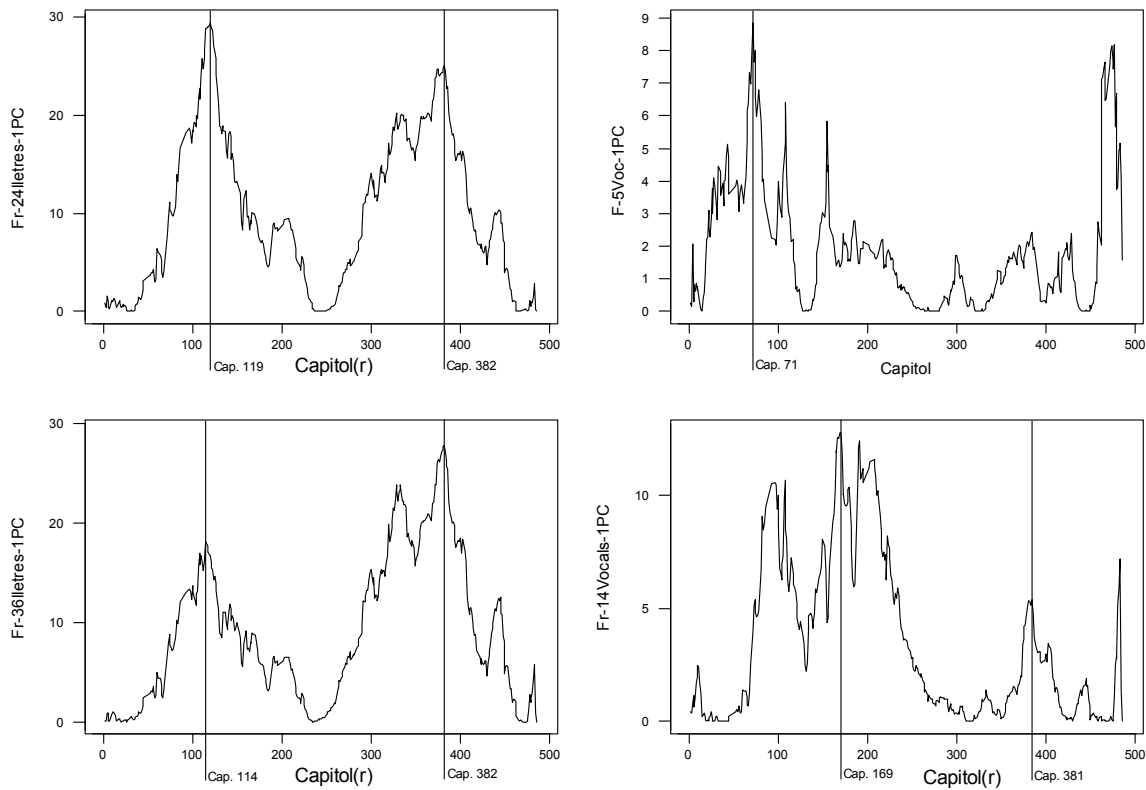 30
20
10
0
Fr-24lletres-1PC
0 100 200 300 400 500
Cap. 119 Capitol(r) Cap. 382
9
8
7
6
5
4
3
2
1
0
F-5Voc-1PC
0 100 200 300 400 500
Cap. 71 Capitol
30
20
10
0
Fr-36lletres-1PC
0 100 200 300 400 500
Cap. 114 Capitol(r) Cap. 382
10
5
0
Fr-14Vocals-1PC
0 100 200 300 400 500
Cap. 169 Capitol(r) Cap. 381